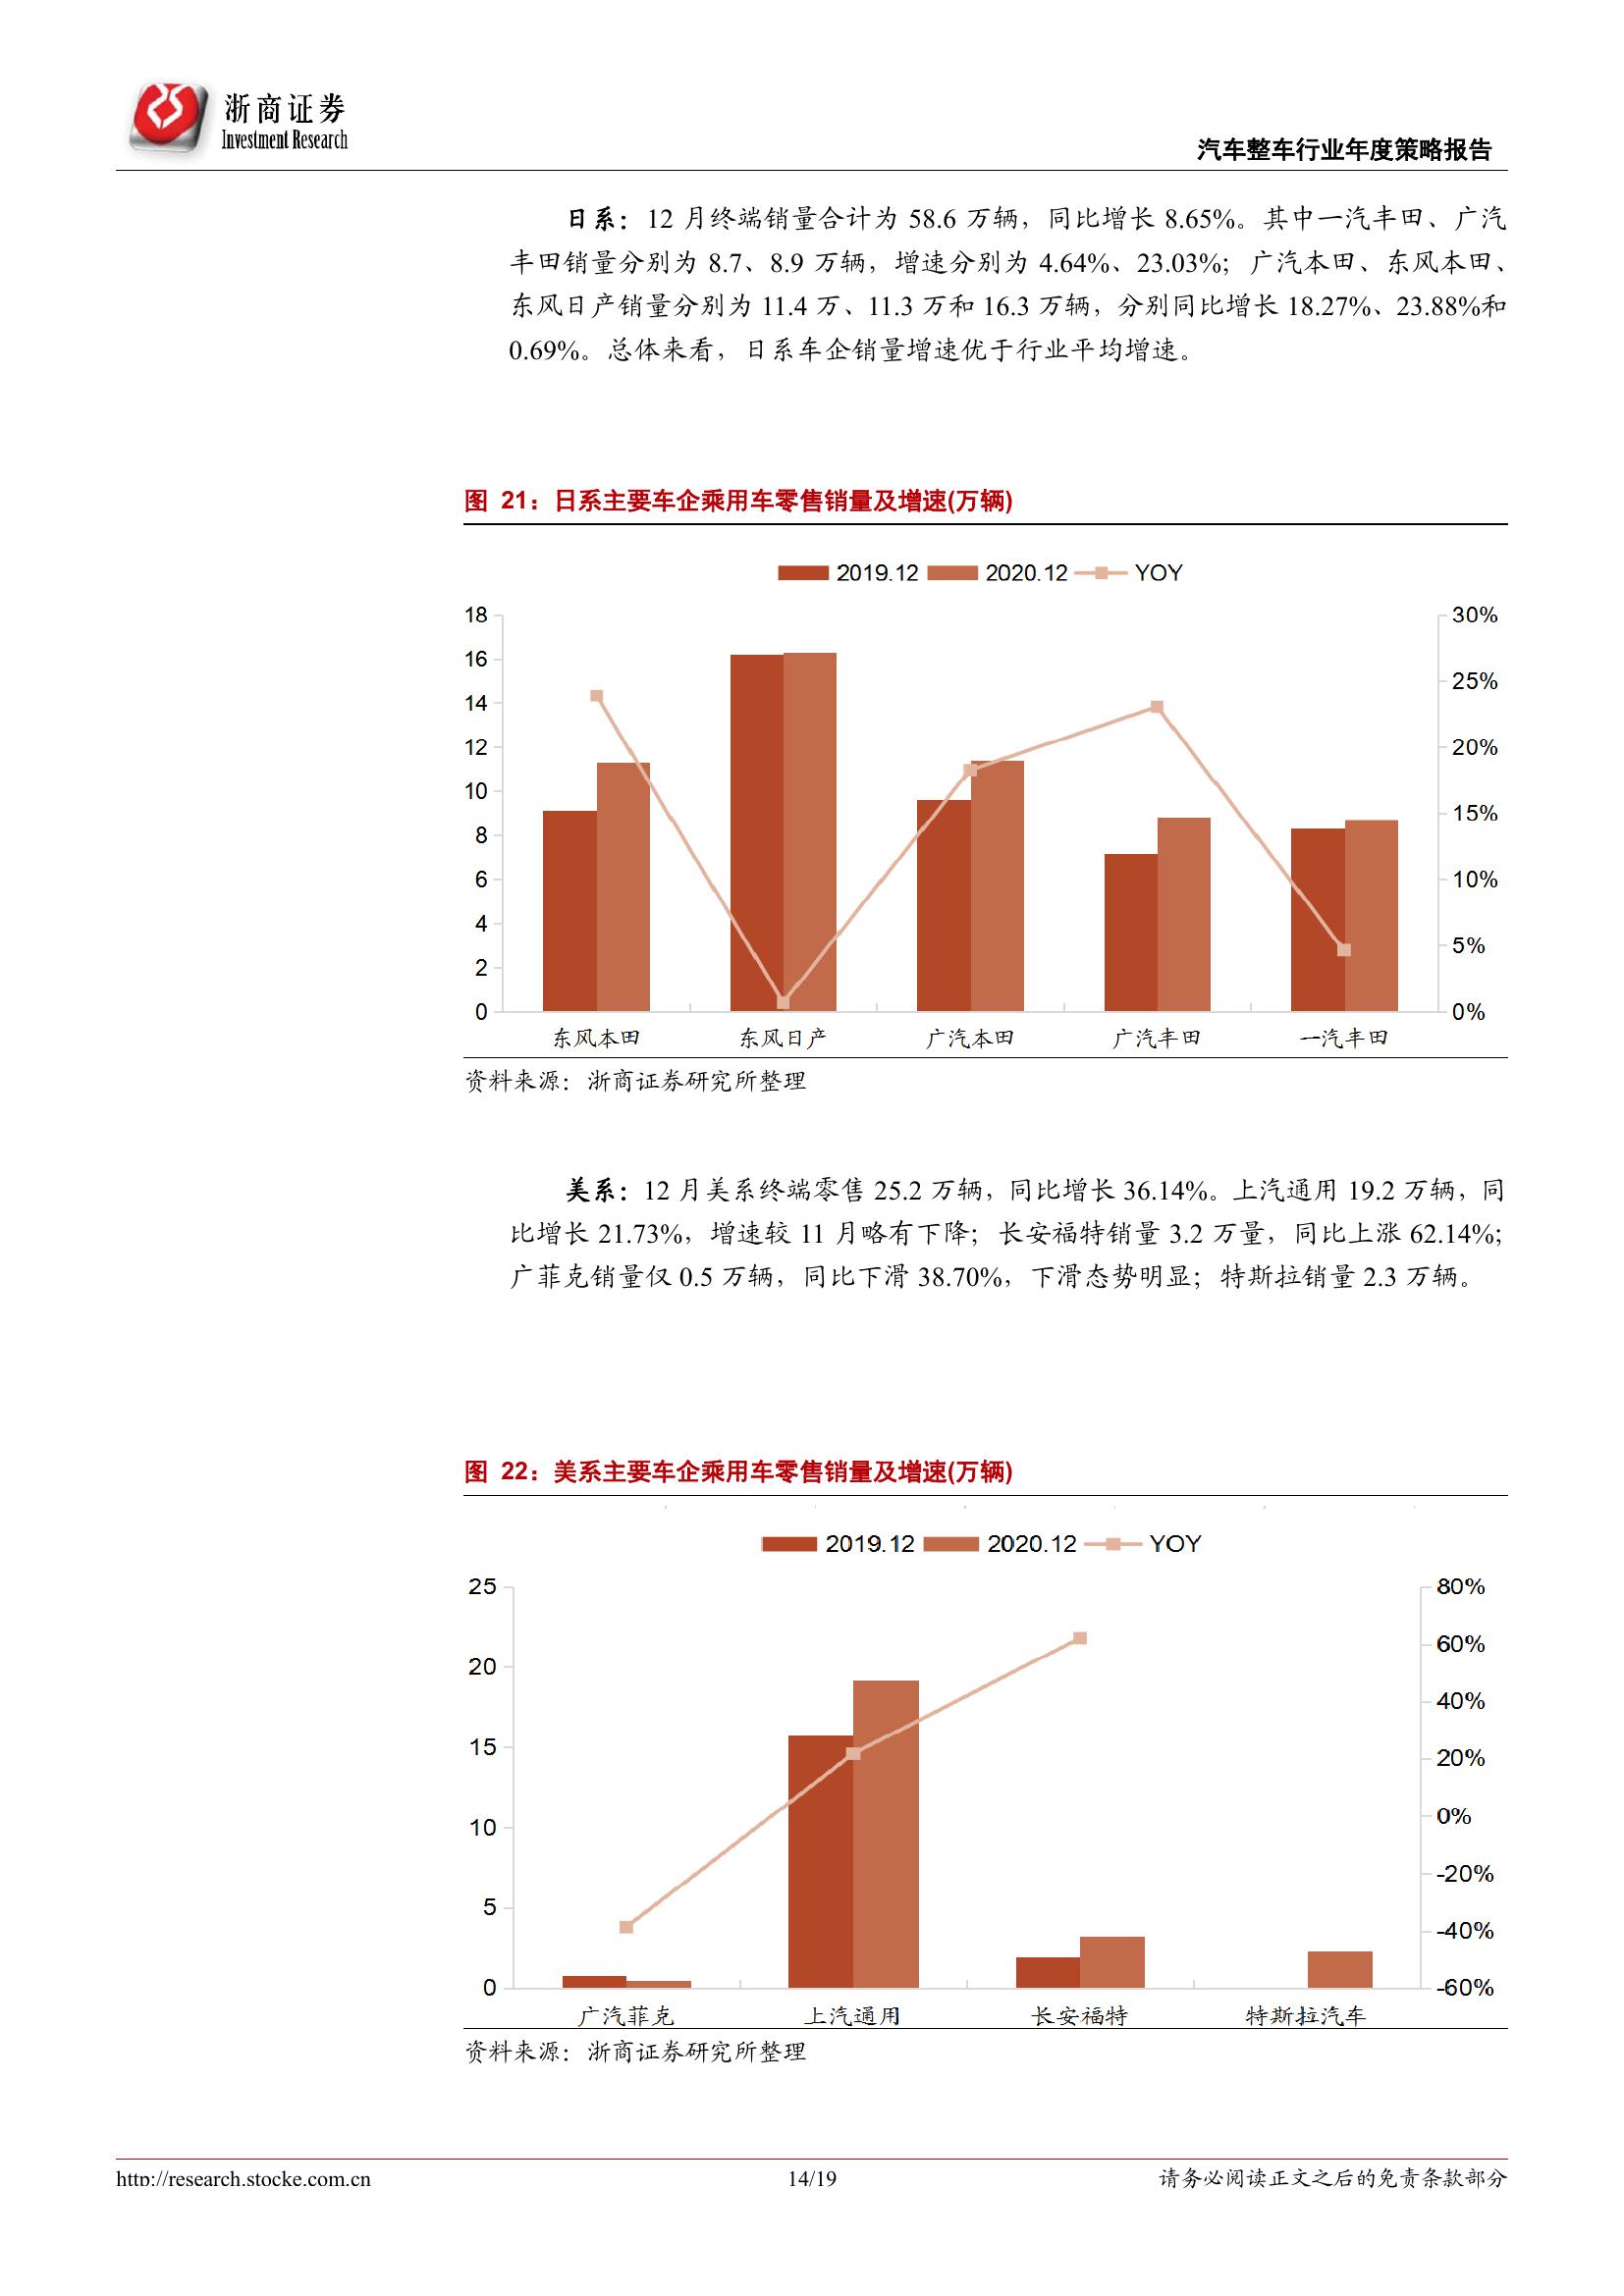 浙商证券
Investment Research
汽车整车行业年度策略报告
日系：12 月终端销量合计为 58.6 万辆，同比增长 8.65%。其中一汽丰田、广汽
丰田销量分别为 8.7、8.9 万辆，增速分别为 4.64%、23.03%；广汽本田、东风本田、
东风日产销量分别为 11.4 万、11.3 万和 16.3 万辆，分别同比增长 18.27%、23.88%和
0.69%。总体来看，日系车企销量增速优于行业平均增速。
图 21：日系主要车企乘用车零售销量及增速(万辆)
2019.12 2020.12 YOY
18 30%
16 25%
14 20%
12 15%
10 10%
8 5%
6 0%
4
2
0
东风本田 东风日产 广汽本田 广汽丰田 一汽丰田
资料来源：浙商证券研究所整理
美系：12 月美系终端零售 25.2 万辆，同比增长 36.14%。上汽通用 19.2 万辆，同
比增长 21.73%，增速较 11 月略有下降；长安福特销量 3.2 万量，同比上涨 62.14%；
广菲克销量仅 0.5 万辆，同比下滑 38.70%，下滑态势明显；特斯拉销量 2.3 万辆。
图 22：美系主要车企乘用车零售销量及增速(万辆)
2019.12 2020.12 YOY
25 80%
20 60%
15 40%
10 20%
5 0%
0 -20%
-40%
-60%
广汽菲克 上汽通用 长安福特 特斯拉汽车
资料来源：浙商证券研究所整理
http://research.stocke.com.cn 14/19 请务必阅读正文之后的免责条款部分